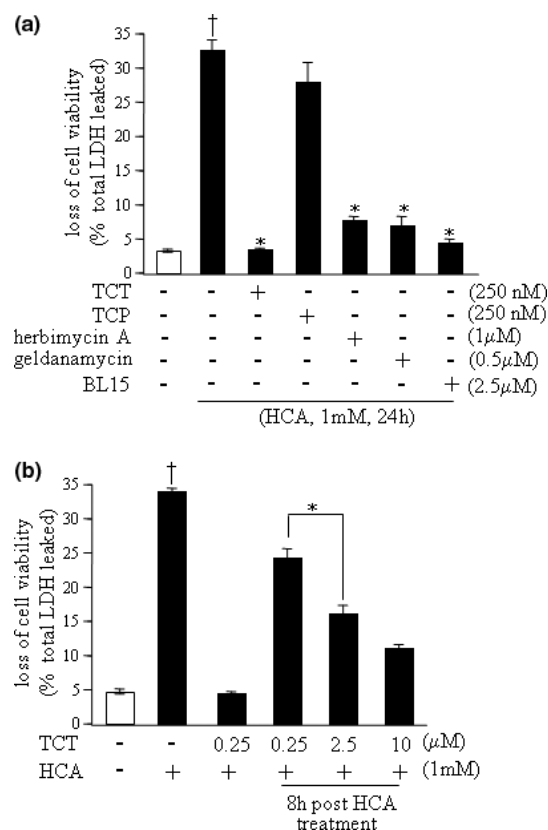 (a)
†
loss of cell viability
(% total LDH leaked)
35
30
25
20
15
10
5
0
* * * *
TCT - - + - - - - (250 nM)
TCP - - - + - - - (250 nM)
herbimycin A - - - - + - - (1μM)
geldanamycin - - - - - + - (0.5μM)
BL15 - - - - - - + (2.5μM)
(HCA, 1mM, 24h)
(b)
†
loss of cell viability
(% total LDH leaked)
35
30
25
20
15
10
5
0
*
TCT - - 0.25 0.25 2.5 10 (μM)
HCA - + + + + + (1mM)
8h post HCA
treatment